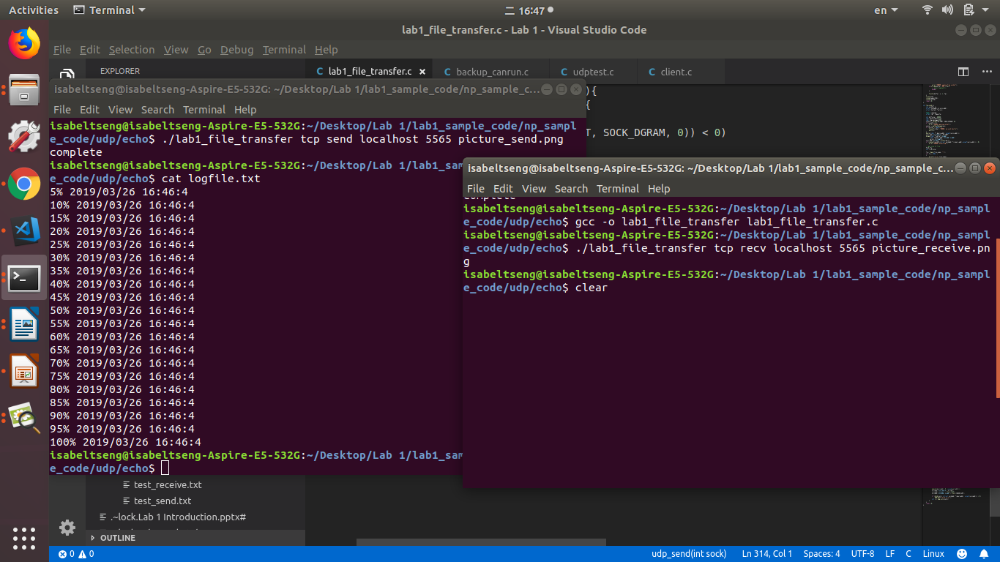 Activities Terminal 二 16:47 en
lab1_file_transfer.c - Lab 1 - Visual Studio Code
File Edit Selection View Go Debug Terminal Help
EXPLORER
lab1_file_transfer.c × backup_canrun.c udptest.c client.c
isabeltseng@isabeltseng-Aspire-E5-532G: ~/Desktop/Lab 1/lab1_sample_code/np_sample_c...
File Edit View Search Terminal Help
isabeltseng@isabeltseng-Aspire-E5-532G:~/Desktop/Lab 1/lab1_sample_code/np_sampl
e_code/udp/echo$ ./lab1_file_transfer tcp send localhost 5565 picture_send.png
complete
isabeltseng@isabeltseng-Aspire-E5-532G:~/Desktop/Lab 1/lab1_sam
e_code/udp/echo$ cat logfile.txt
5% 2019/03/26 16:46:4
10% 2019/03/26 16:46:4
15% 2019/03/26 16:46:4
20% 2019/03/26 16:46:4
25% 2019/03/26 16:46:4
30% 2019/03/26 16:46:4
35% 2019/03/26 16:46:4
40% 2019/03/26 16:46:4
45% 2019/03/26 16:46:4
50% 2019/03/26 16:46:4
55% 2019/03/26 16:46:4
60% 2019/03/26 16:46:4
65% 2019/03/26 16:46:4
70% 2019/03/26 16:46:4
75% 2019/03/26 16:46:4
80% 2019/03/26 16:46:4
85% 2019/03/26 16:46:4
90% 2019/03/26 16:46:4
95% 2019/03/26 16:46:4
100% 2019/03/26 16:46:4
isabeltseng@isabeltseng-Aspire-E5-532G:~/Desktop/Lab 1/lab1_sam
e_code/udp/echo$
){
{
T, SOCK_DGRAM, 0)) < 0)
isabeltseng@isabeltseng-Aspire-E5-532G: ~/Desktop/Lab 1/lab1_sample_code/np_sample_c...
File Edit View Search Terminal Help
complete
isabeltseng@isabeltseng-Aspire-E5-532G:~/Desktop/Lab 1/lab1_sample_code/np_sampl
e_code/udp/echo$ gcc -o lab1_file_transfer lab1_file_transfer.c
isabeltseng@isabeltseng-Aspire-E5-532G:~/Desktop/Lab 1/lab1_sample_code/np_sampl
e_code/udp/echo$ ./lab1_file_transfer tcp recv localhost 5565 picture_receive.pn
g
isabeltseng@isabeltseng-Aspire-E5-532G:~/Desktop/Lab 1/lab1_sample_code/np_sampl
e_code/udp/echo$ clear
test_receive.txt
test_send.txt
.~lock.Lab 1 Introduction.pptx#
OUTLINE
0 0 udp_send(int sock) Ln 314, Col 1 Spaces: 4 UTF-8 LF C Linux